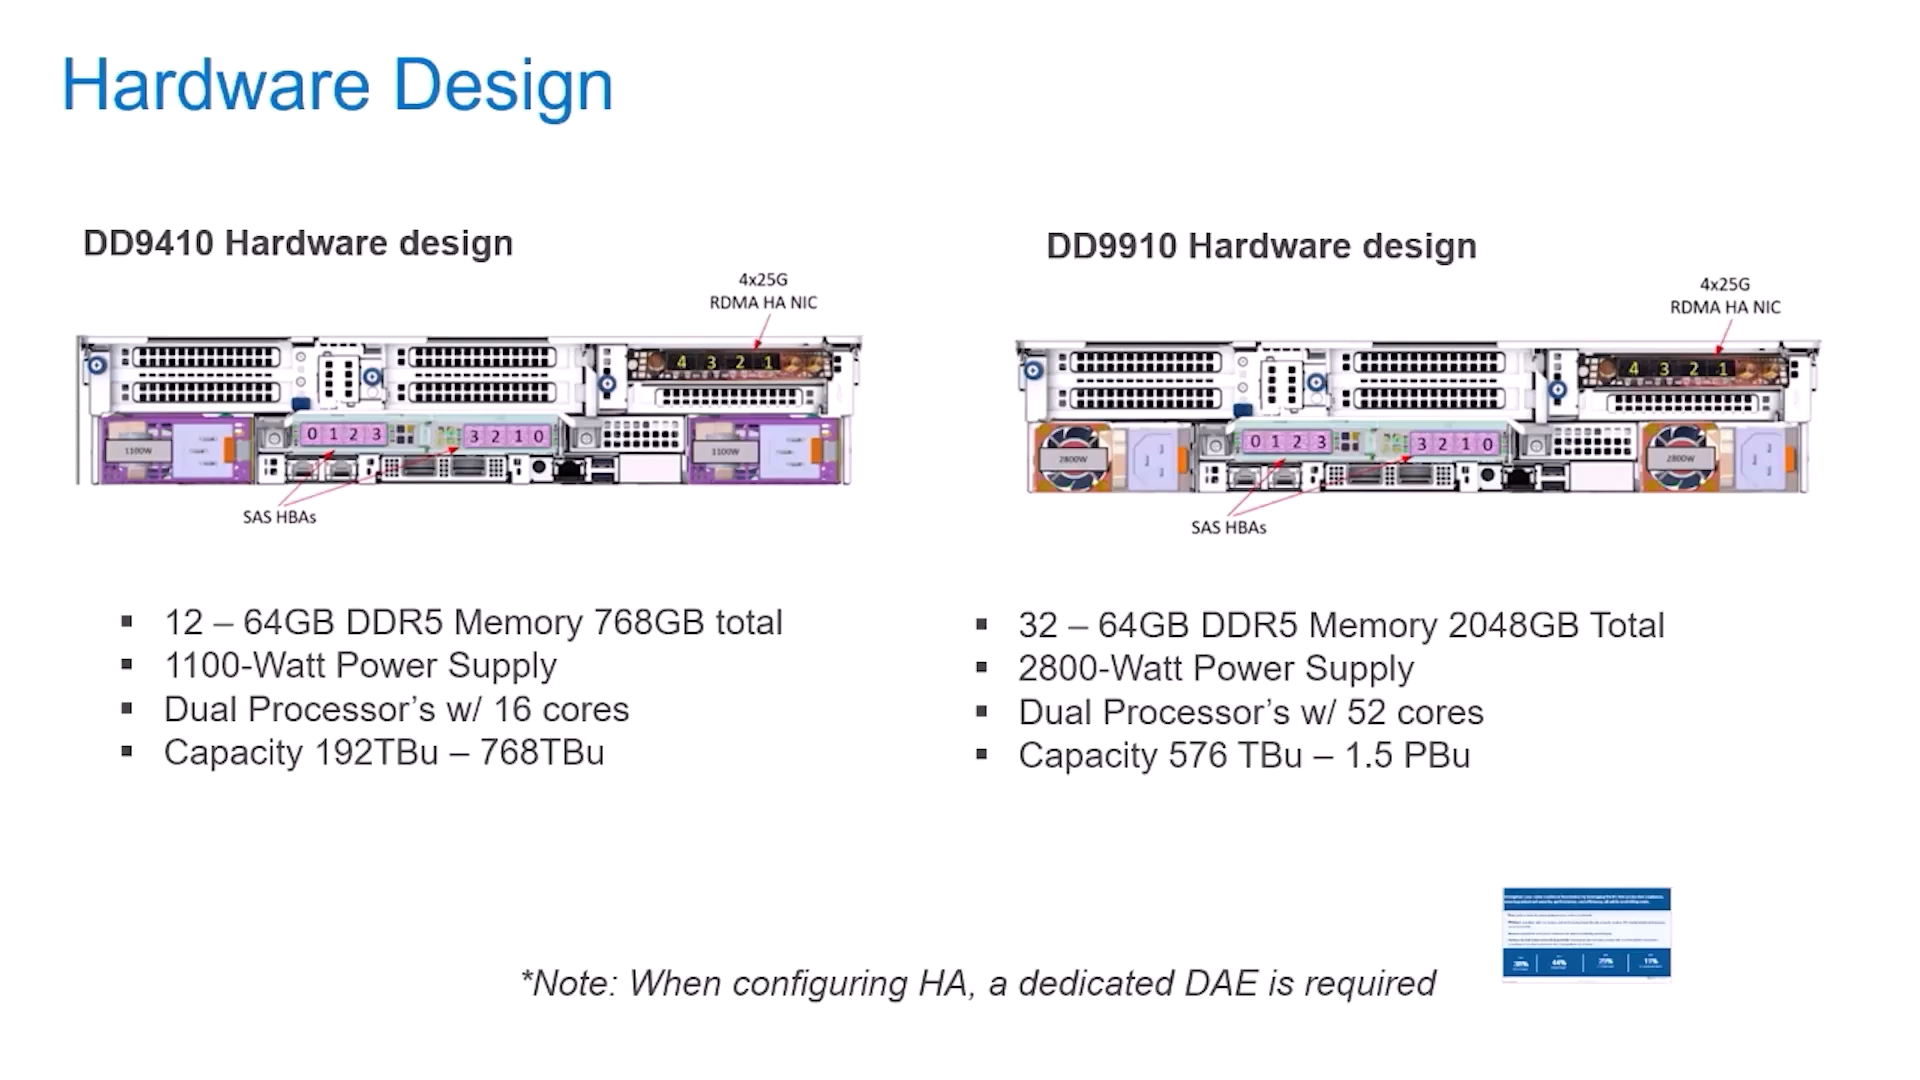 Hardware Design
DD9410 Hardware design
4x25G
RDMA HA NIC
4 3 2 1
1100W
0 1 2 3
3 2 1 0
1100W
SAS HBAs
12 – 64GB DDR5 Memory 768GB total
1100-Watt Power Supply
Dual Processor’s w/ 16 cores
Capacity 192TBu – 768TBu
DD9910 Hardware design
4x25G
RDMA HA NIC
4 3 2 1
2800W
0 1 2 3
3 2 1 0
2800W
SAS HBAs
32 – 64GB DDR5 Memory 2048GB Total
2800-Watt Power Supply
Dual Processor’s w/ 52 cores
Capacity 576 TBu – 1.5 PBu
*Note: When configuring HA, a dedicated DAE is required